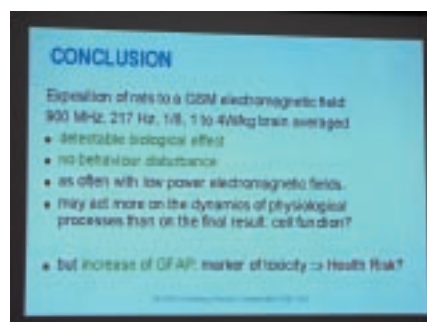 CONCLUSION
Exposition of rats to a GSM electromagnetic field
900 MHz, 217 Hz, 1/8, 1 to 4W/kg brain averaged
• detectable biological effect
• no behaviour disturbance
• as often with low power electromagnetic fields.
• may act more on the dynamics of physiological
processes than on the final result: cell function?
• but increase of GFAP: marker of toxicity => Health Risk?